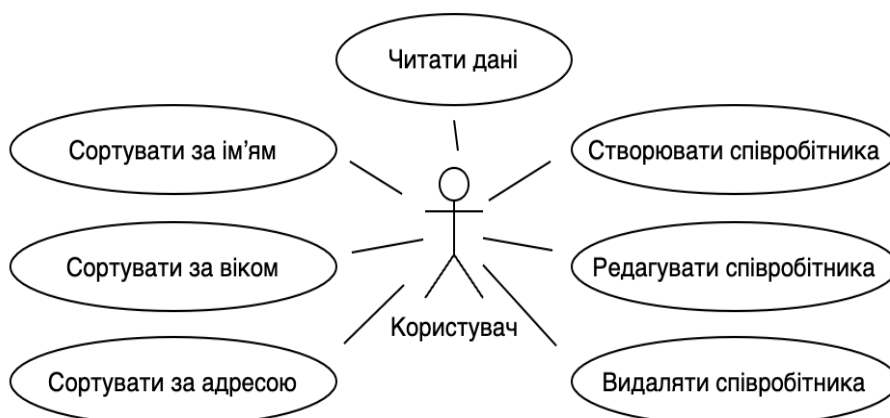 Читати дані
Сортувати за ім’ям
Створювати співробітника
Сортувати за віком
Редагувати співробітника
Користувач
Сортувати за адресою
Видаляти співробітника